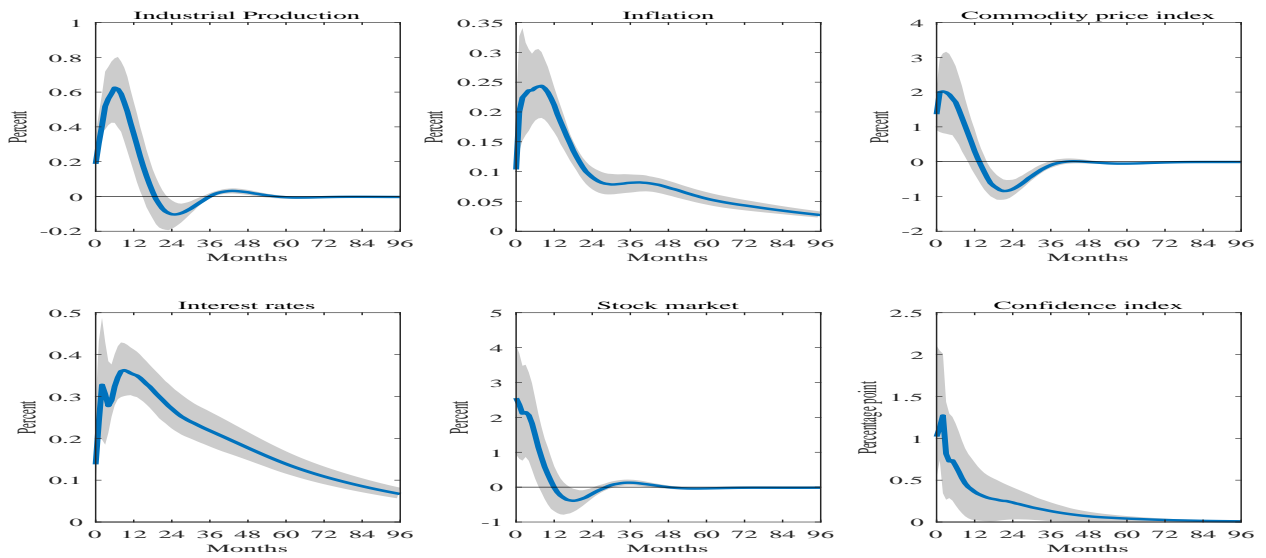 Industrial Production
Percent
1
0.8
0.6
0.4
0.2
0
-0.2
0 12 24 36 48 60 72 84 96
Months
Inflation
Percent
0.35
0.3
0.25
0.2
0.15
0.1
0.05
0
0 12 24 36 48 60 72 84 96
Months
Commodity price index
Percent
4
3
2
1
0
-1
-2
0 12 24 36 48 60 72 84 96
Months
Interest rates
Percent
0.5
0.4
0.3
0.2
0.1
0
0 12 24 36 48 60 72 84 96
Months
Stock market
Percent
5
4
3
2
1
0
-1
0 12 24 36 48 60 72 84 96
Months
Confidence index
Percentage point
2.5
2
1.5
1
0.5
0
0 12 24 36 48 60 72 84 96
Months